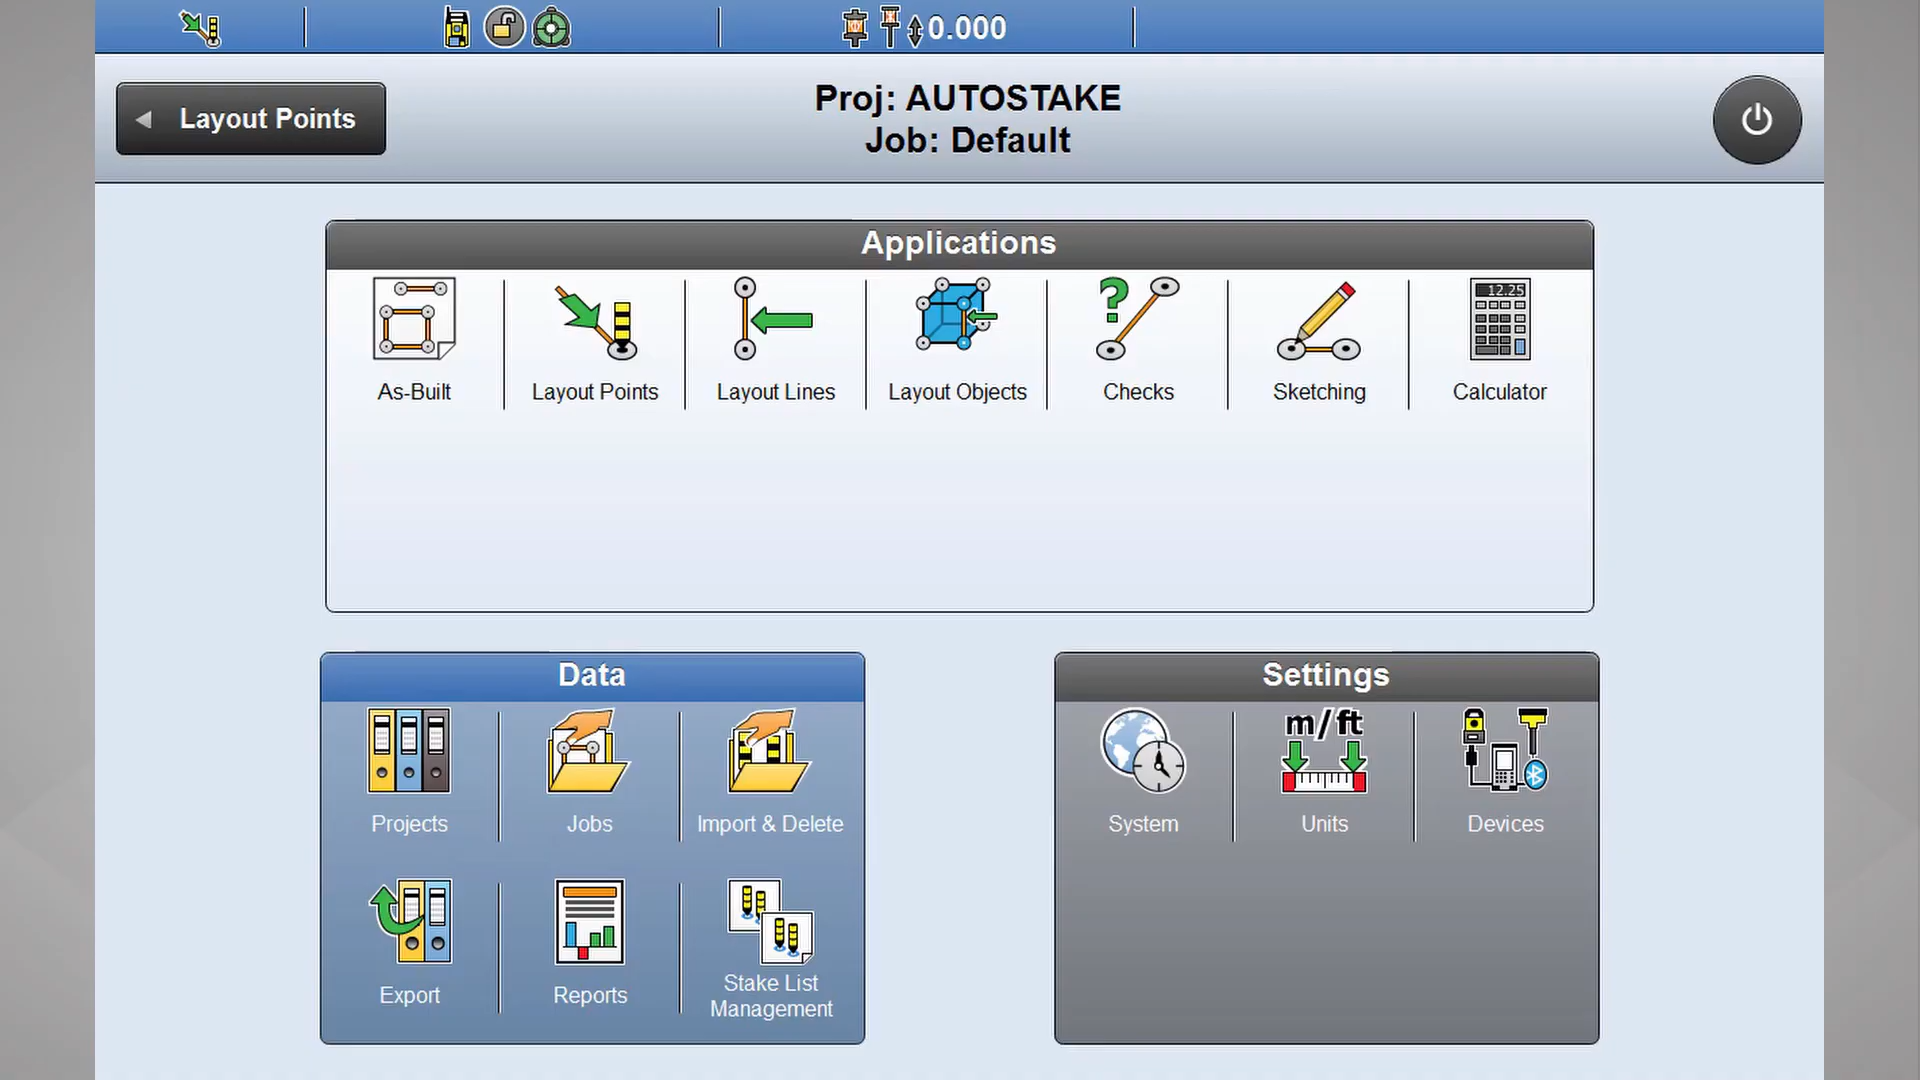 0.000
Layout Points
Proj: AUTOSTAKE
Job: Default
Applications
12.25
As-Built
Layout Points
Layout Lines
Layout Objects
Checks
Sketching
Calculator
Data
Projects
Jobs
Import & Delete
Export
Reports
Stake List
Management
Settings
m/ft
System
Units
Devices